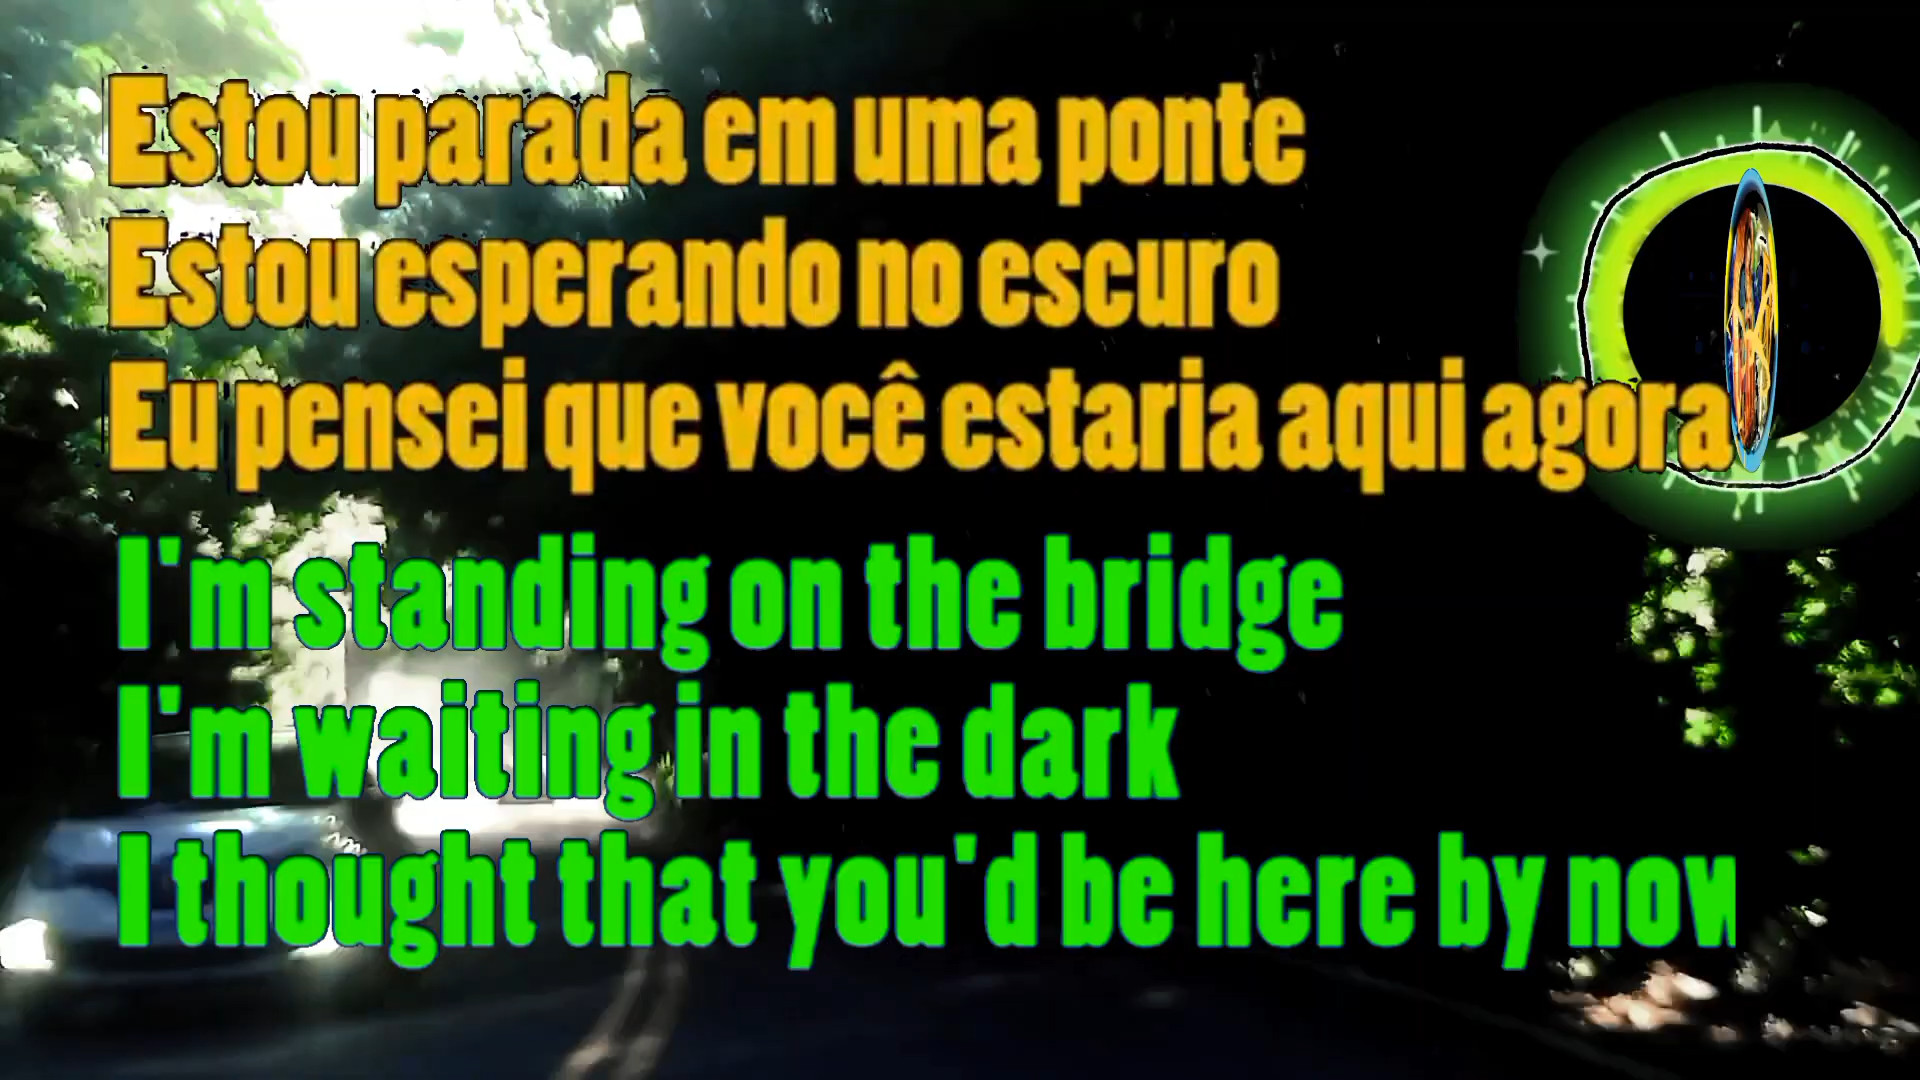 Estou parada em uma ponte
Estou esperando no escuro
Eu pensei que você estaria aqui agora
I'm standing on the bridge
I'm waiting in the dark
I thought that you'd be here by now